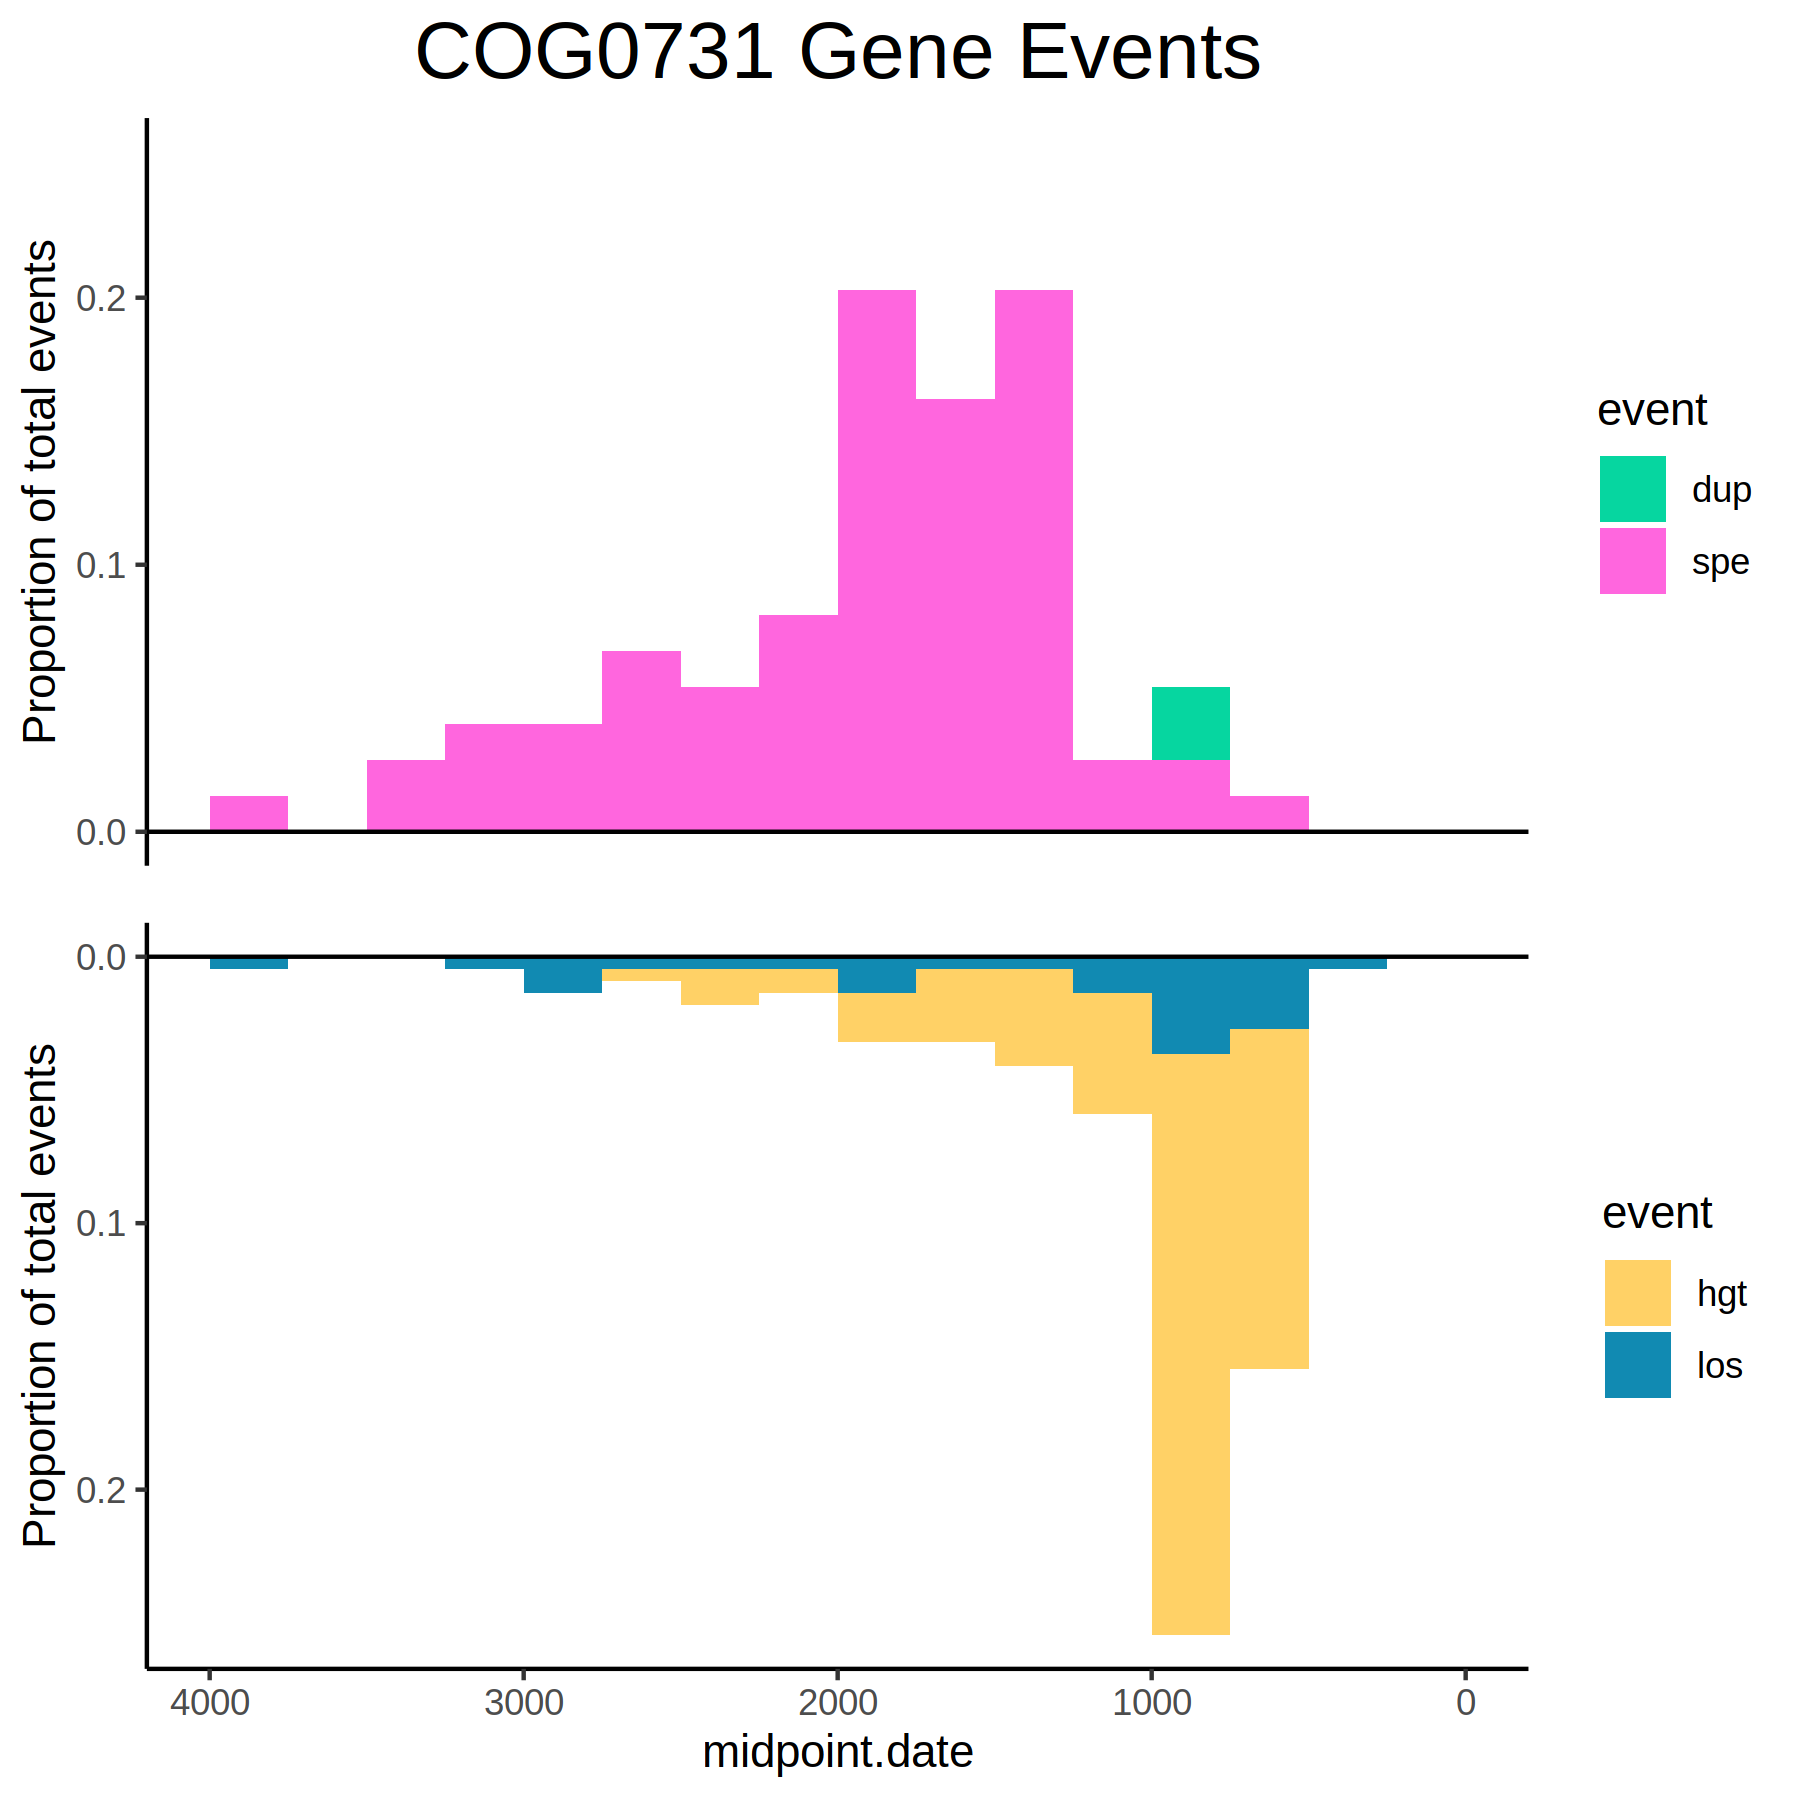 COG0731 Gene Events
Proportion of total events
0.2
0.1
0.0
event
dup
spe
Proportion of total events
0.0
0.1
0.2
event
hgt
los
4000 3000 2000 1000 0
midpoint.date